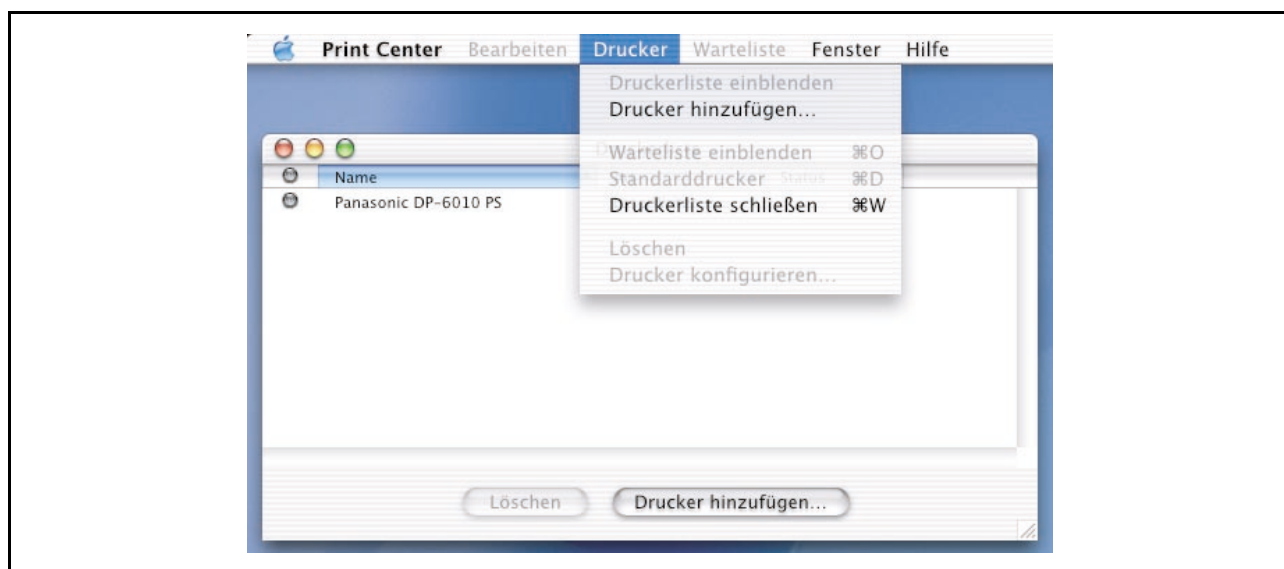 Print Center Bearbeiten Drucker Warteliste Fenster Hilfe
Druckerliste einblenden
Drucker hinzufügen...
Warteliste einblenden ⌘O
Standarddrucker ⌘D
Druckerliste schließen ⌘W
Löschen
Drucker konfigurieren...
Name Status
Panasonic DP-6010 PS
Löschen Drucker hinzufügen...